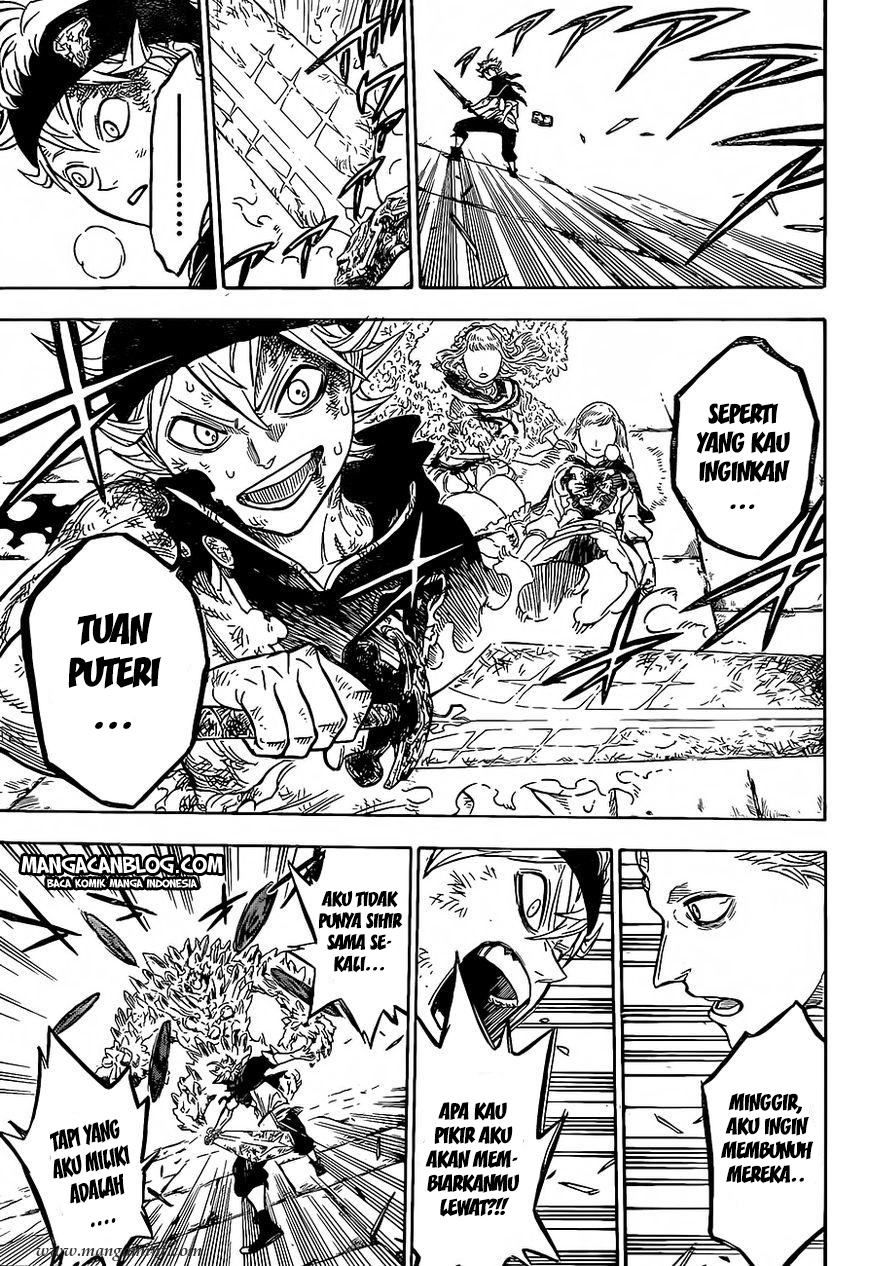 .........
SEPERTI
YANG KAU
INGINKAN
...
TUAN
PUTERI
...
MINGGIR,
AKU INGIN
MEMBUNUH
MEREKA..
APA KAU
PIKIR AKU
AKAN MEM-
BIARKANMU
LEWAT?!!
AKU TIDAK
PUNYA SIHIR
SAMA SE-
KALI...
TAPI YANG
AKU MILIKI
ADALAH
....
MANGACANBLOG.COM
BACA KOMIK MANGA INDONESIA